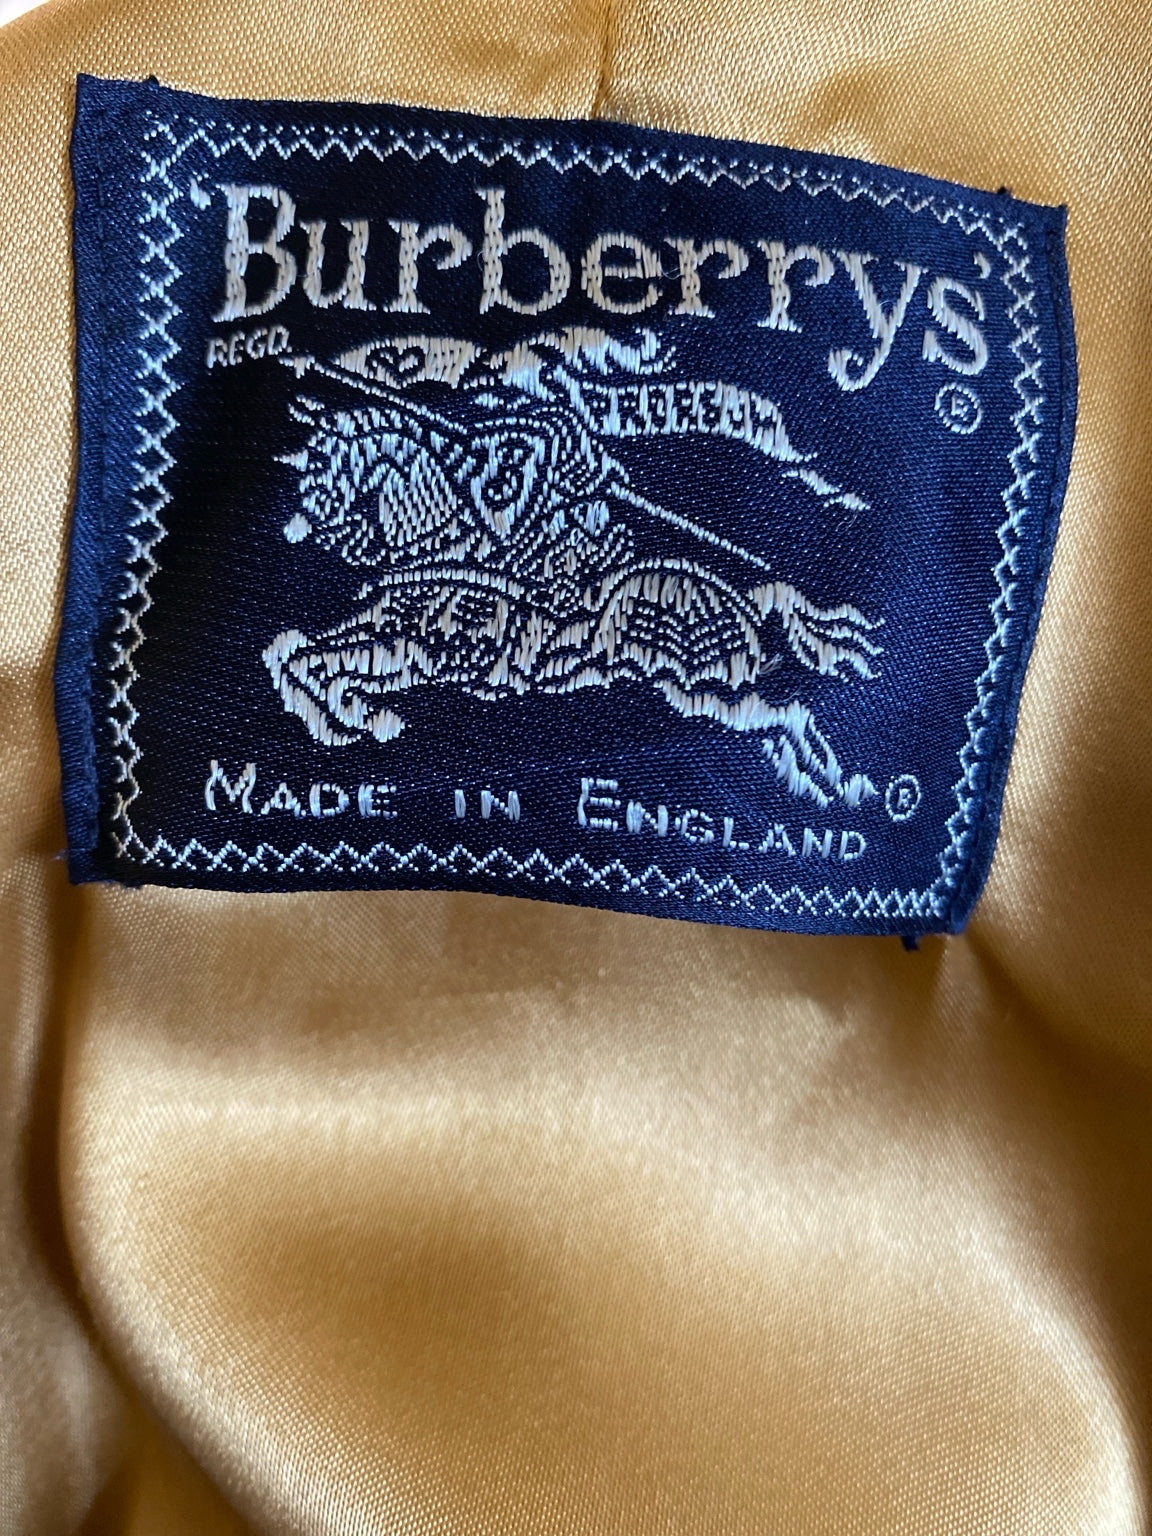 'Burberrys'
REGD.
®
MADE IN ENGLAND ®